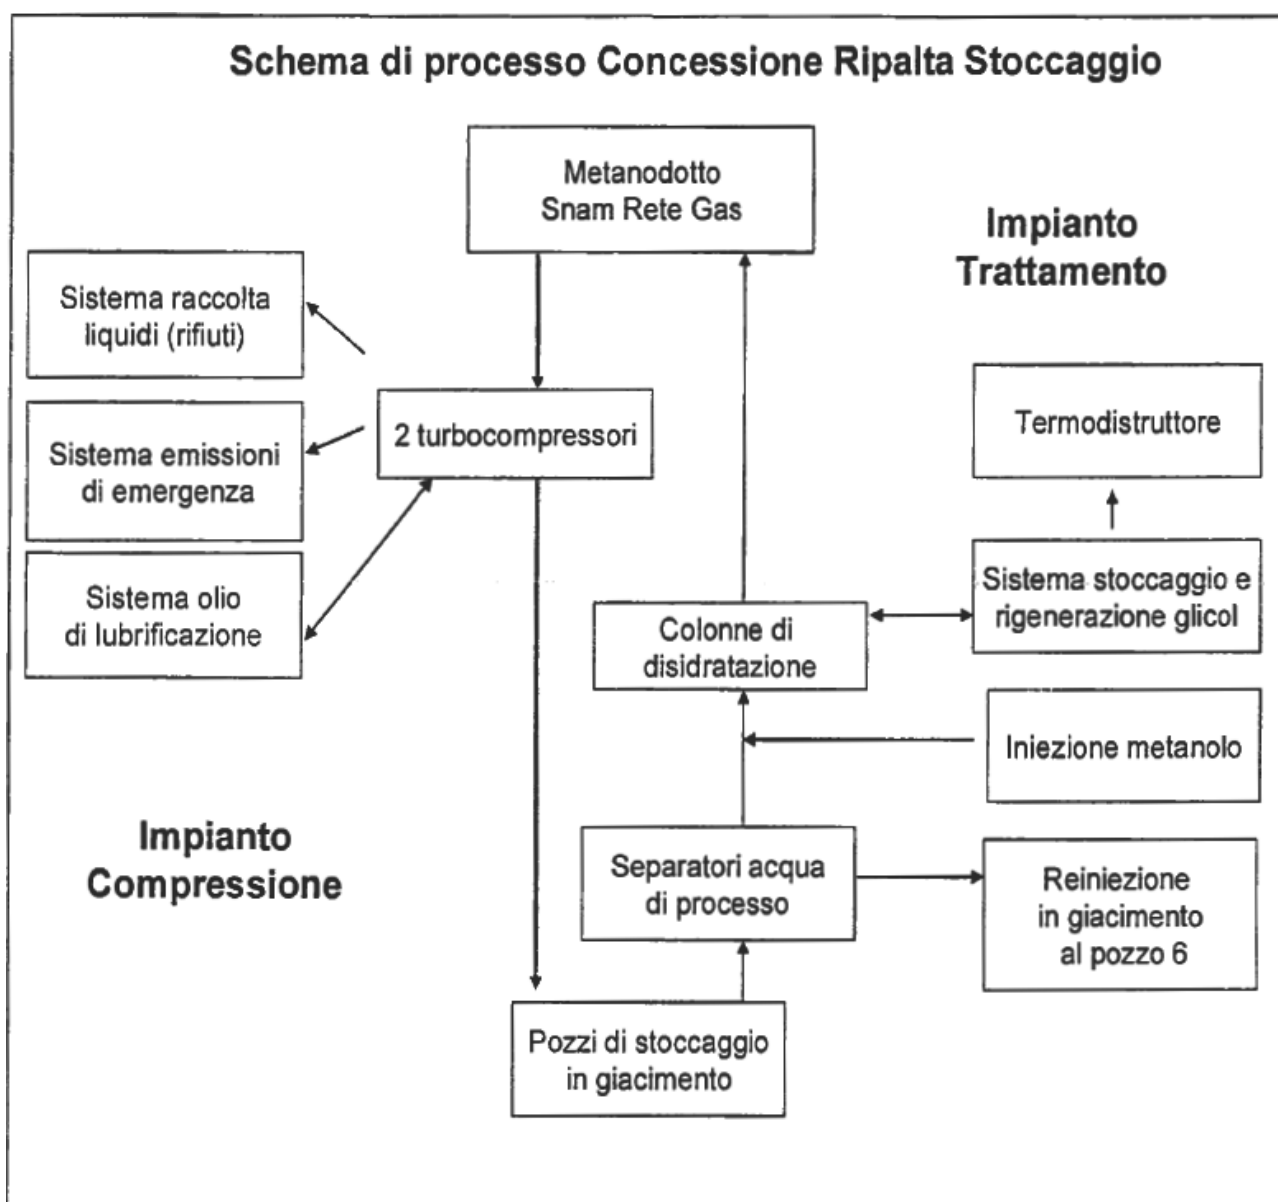 Schema di processo Concessione Ripalta Stoccaggio
Metanodotto
Snam Rete Gas
Impianto
Trattamento
Sistema raccolta
liquidi (rifiuti)
2 turbocompressori
Termodistruttore
Sistema emissioni
di emergenza
Sistema olio
di lubrificazione
Colonne di
disidratazione
Sistema stoccaggio e
rigenerazione glicol
Iniezione metanolo
Impianto
Compressione
Separatori acqua
di processo
Reiniezione
in giacimento
al pozzo 6
Pozzi di stoccaggio
in giacimento